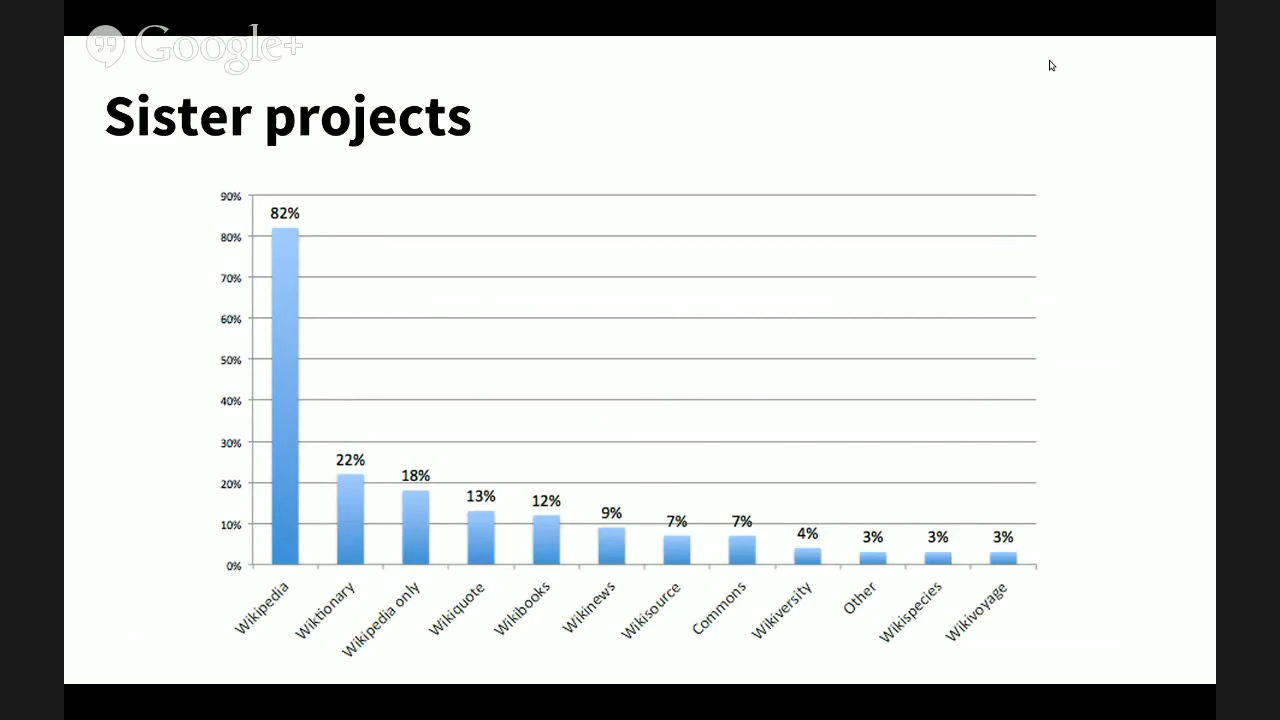 Google+
Sister projects
90%
82%
80%
70%
60%
50%
40%
30%
22%
20%
18%
13%
12%
10%
9%
7%
7%
4%
3%
3%
3%
0%
Wikipedia
Wiktionary
Wikipedia only
Wikiquote
Wikibooks
Wikinews
Wikisource
Commons
Wikiversity
Other
Wikispecies
Wikivoyage